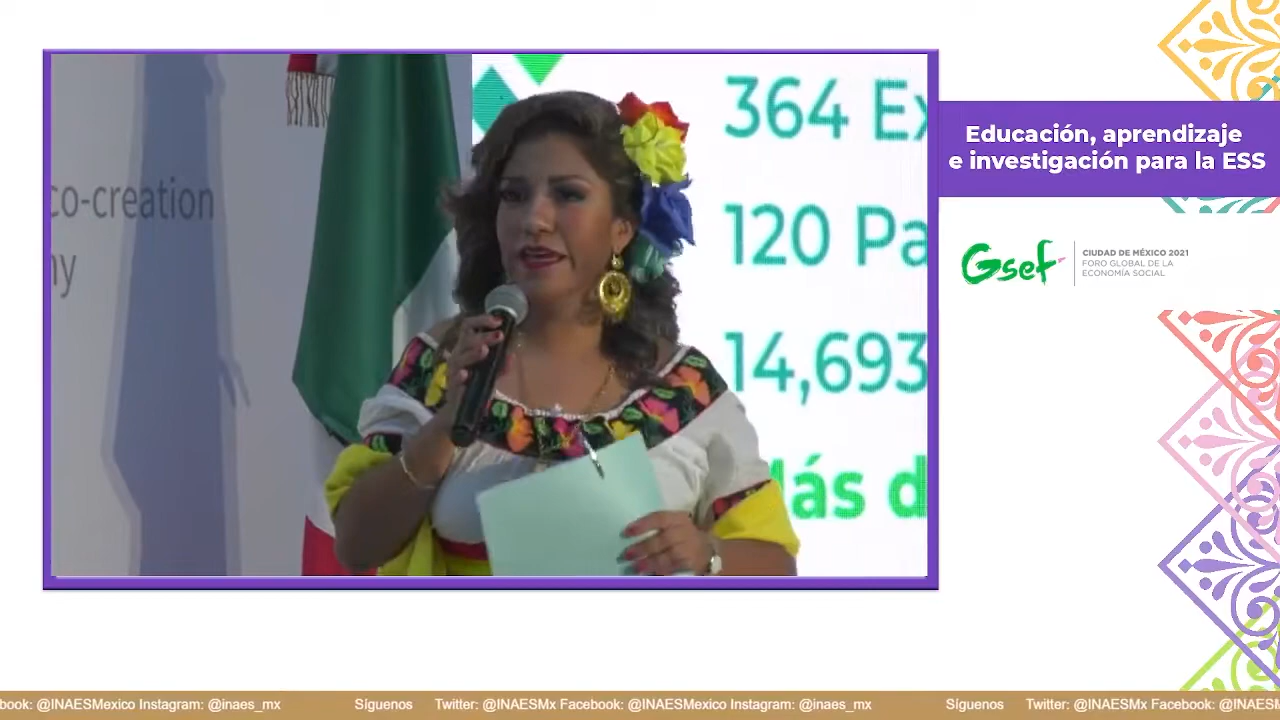 co-creation
364 Ex
120 Pa
14,693
Más d
Educación, aprendizaje
e investigación para la ESS
Gsef
CIUDAD DE MÉXICO 2021
FORO GLOBAL DE LA
ECONOMÍA SOCIAL
book: @INAESMexico Instagram: @inaes_mx Síguenos Twitter: @INAESMx Facebook: @INAESMexico Instagram: @inaes_mx Síguenos Twitter: @INAESMx Facebook: @INAESM